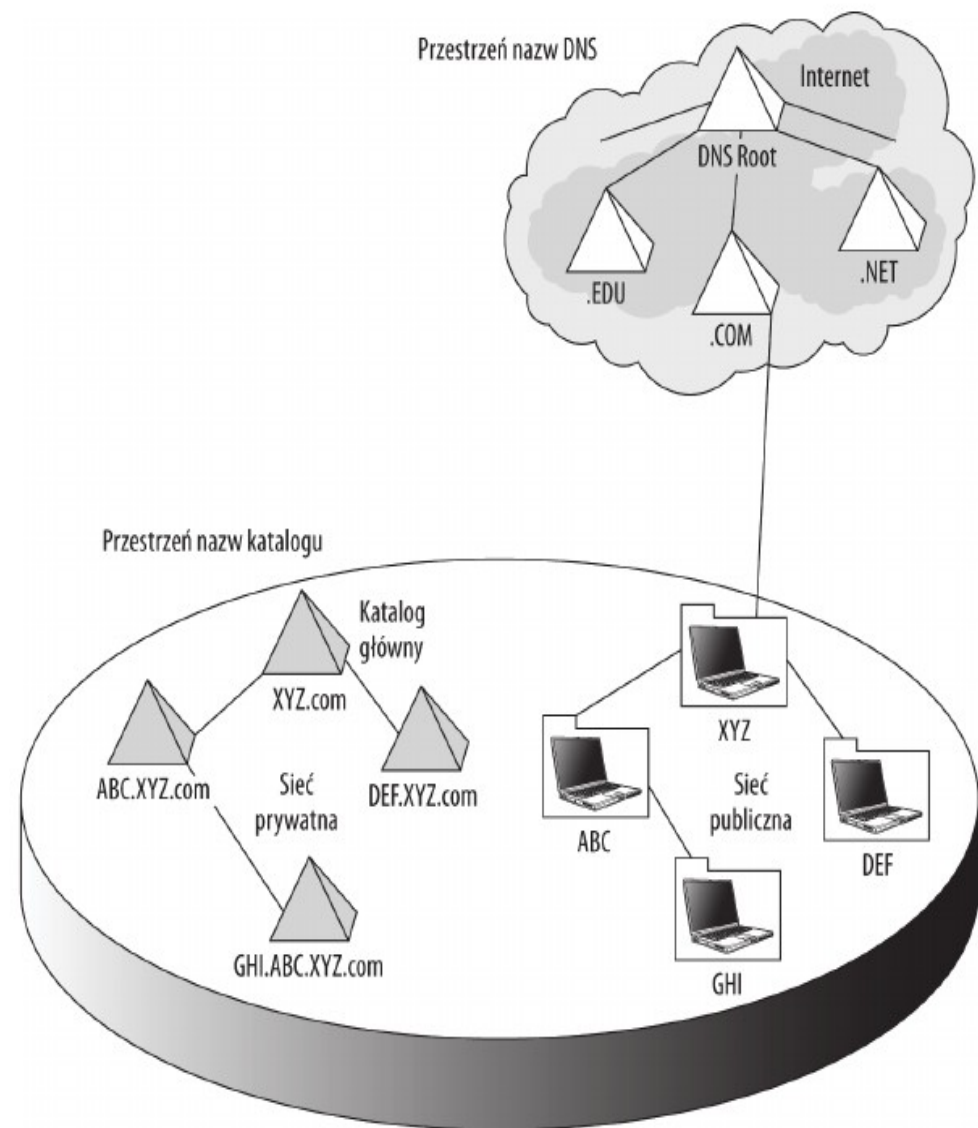 Przestrzeń nazw DNS
Internet
DNS Root
.EDU
.NET
.COM
Przestrzeń nazw katalogu
Katalog
główny
XYZ.com
XYZ
ABC.XYZ.com
Sieć
prywatna
DEF.XYZ.com
ABC
Sieć
publiczna
DEF
GHI.ABC.XYZ.com
GHI